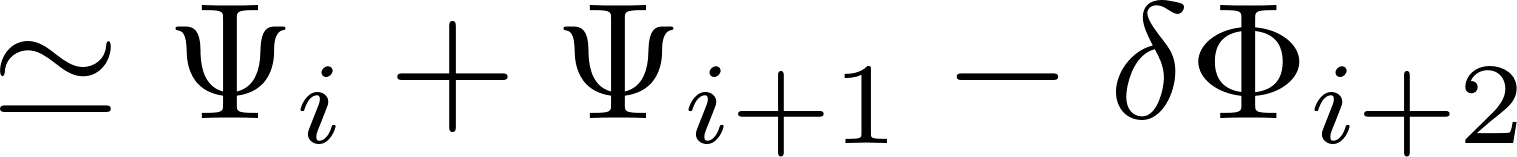 ≃ Ψ_i + Ψ_{i+1} − δΦ_{i+2}